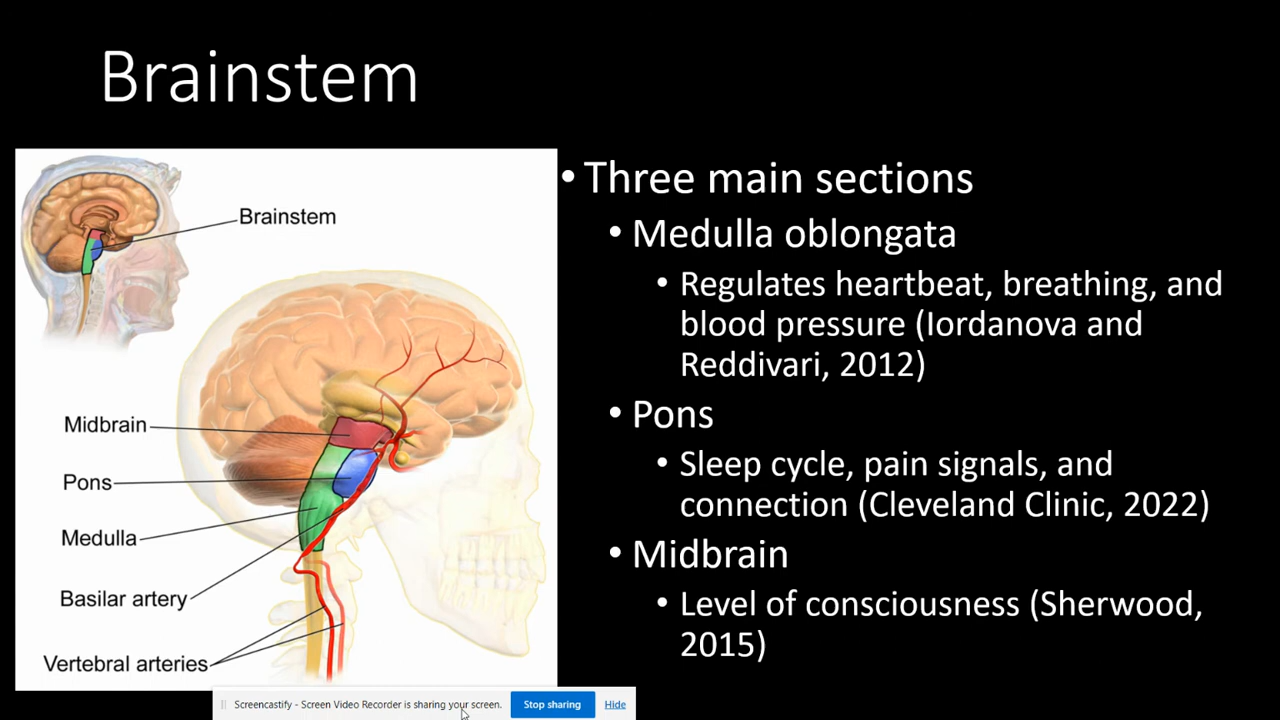 Brainstem
Brainstem
Midbrain
Pons
Medulla
Basilar artery
Vertebral arteries
• Three main sections
• Medulla oblongata
• Regulates heartbeat, breathing, and
blood pressure (Iordanova and
Reddivari, 2012)
• Pons
• Sleep cycle, pain signals, and
connection (Cleveland Clinic, 2022)
• Midbrain
• Level of consciousness (Sherwood,
2015)
Screencastify - Screen Video Recorder is sharing your screen. Stop sharing Hide